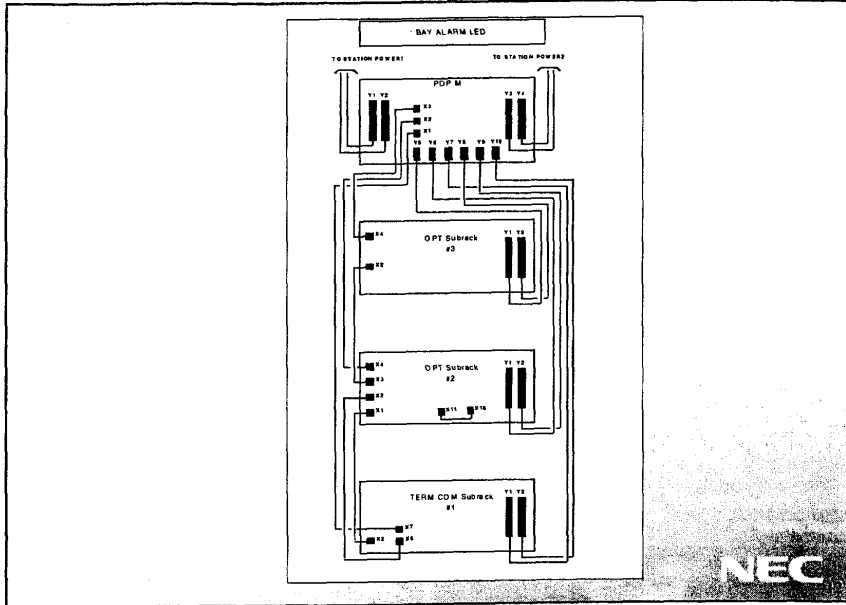 BAY ALARM LED
TO STATION POWER1
TO STATION POWER2
PDP M
Y1 Y2
Y3 Y4
X3
X2
X1
Y5 Y6 Y7 Y8 Y9 Y10
X4
OPT Subrack
#3
Y1 Y2
X2
X4
OPT Subrack
#2
Y1 Y2
X3
X2
X1
X11
TERM COM Subrack
#1
Y1 Y2
X7
NEC